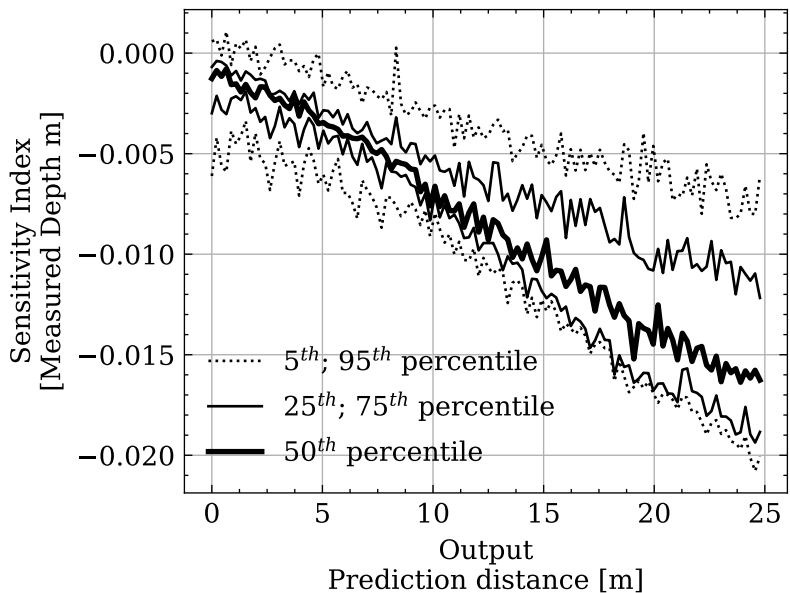 0.000
−0.005
−0.010
−0.015
−0.020
Sensitivity Index
[Measured Depth m]
5th; 95th percentile
25th; 75th percentile
50th percentile
0 5 10 15 20 25
Output
Prediction distance [m]